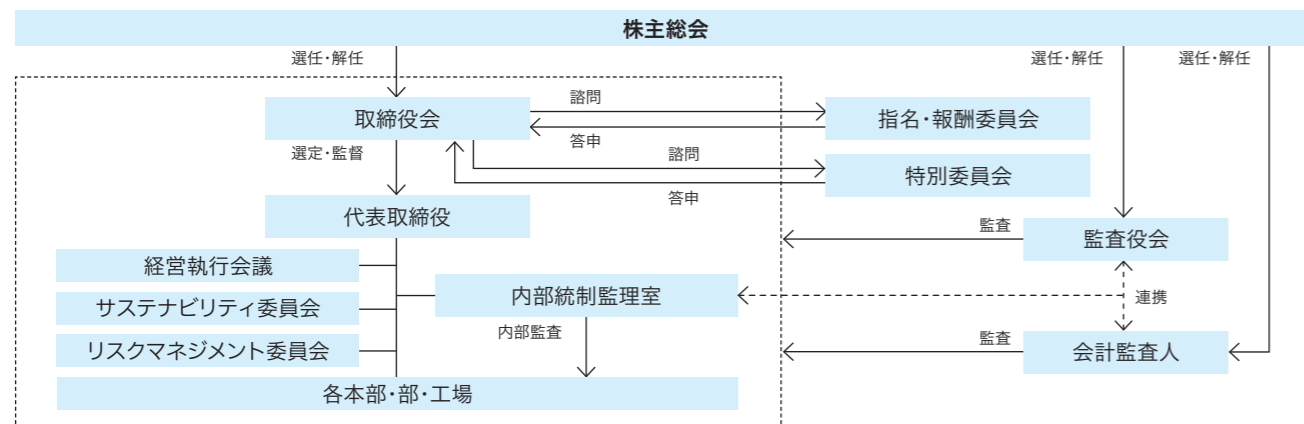 株主総会
選任・解任
選任・解任
選任・解任
取締役会
諮問
答申
指名・報酬委員会
選定・監督
諮問
答申
特別委員会
代表取締役
監査
監査役会
経営執行会議
サステナビリティ委員会
内部統制監理室
連携
リスクマネジメント委員会
内部監査
監査
会計監査人
各本部・部・工場